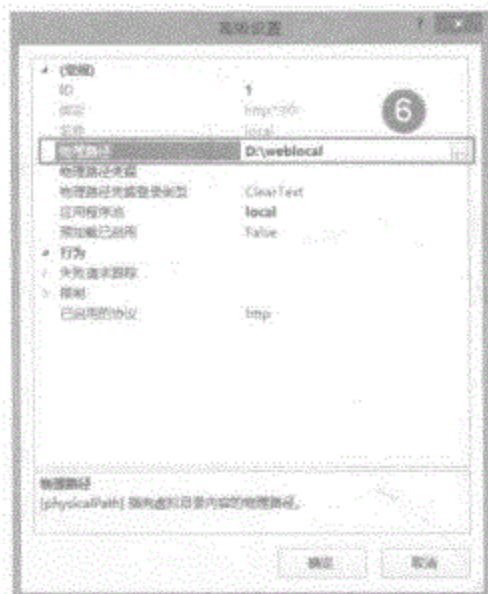 高级设置
?
(常规)
ID 1
绑定
6
名称 local
物理路径 D:\weblocal
物理路径凭据
物理路径凭据登录类型 ClearText
应用程序池 local
预加载已启用 False
行为
失败请求跟踪
限制
已启用的协议 http
物理路径
[physicalPath] 指向虚拟目录内容的物理路径。
确定 取消